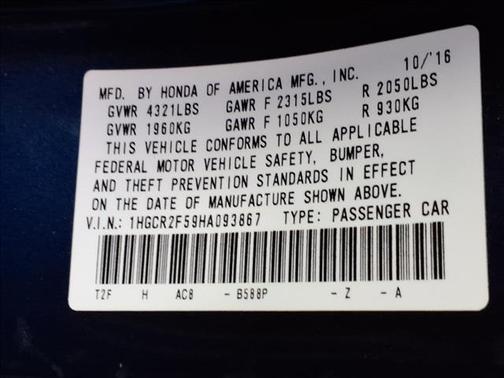 MFD. BY HONDA OF AMERICA MFG., INC. 10/'16
GVWR 4321LBS GAWR F 2315LBS R 2050LBS
GVWR 1960KG GAWR F 1050KG R 930KG
THIS VEHICLE CONFORMS TO ALL APPLICABLE
FEDERAL MOTOR VEHICLE SAFETY, BUMPER,
AND THEFT PREVENTION STANDARDS IN EFFECT
ON THE DATE OF MANUFACTURE SHOWN ABOVE.
V.I.N.: 1HGCR2F59HA093867 TYPE: PASSENGER CAR
T2F H AC8 - B588P - Z - A